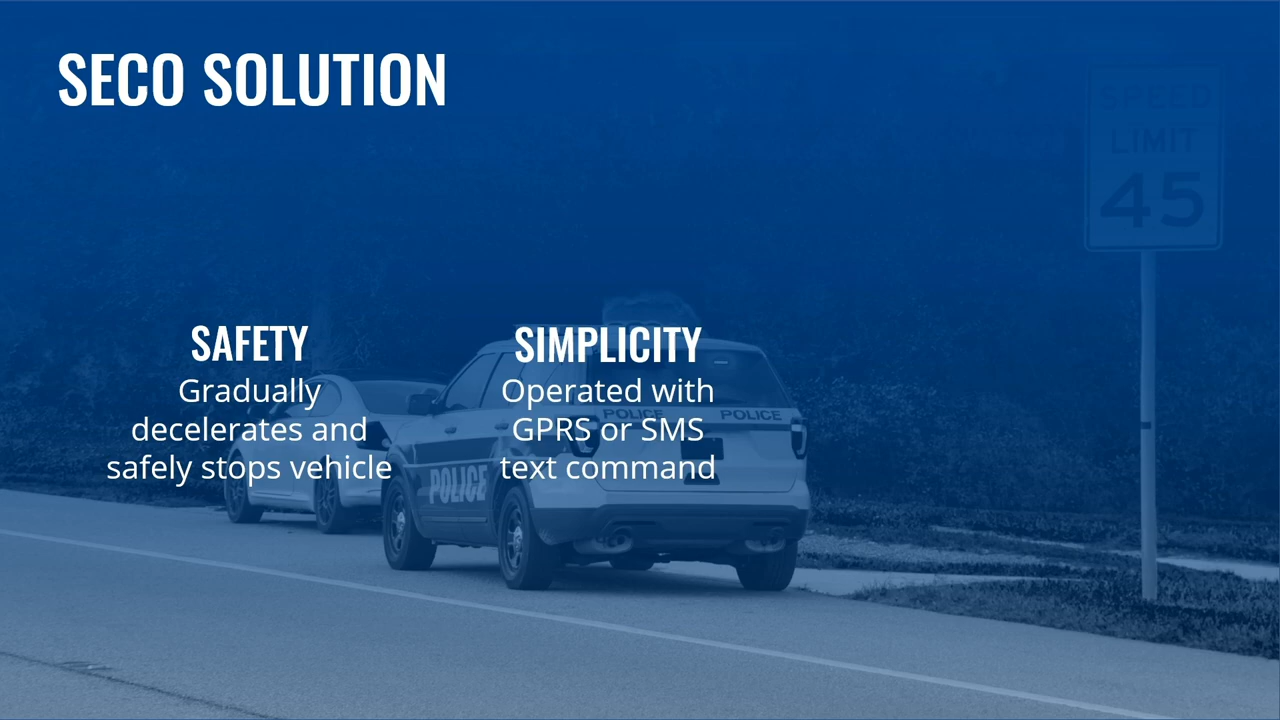 SECO SOLUTION
SPEED
LIMIT
45
SAFETY
Gradually
decelerates and
safely stops vehicle
SIMPLICITY
Operated with
GPRS or SMS
text command
POLICE
POLICE
POLICE